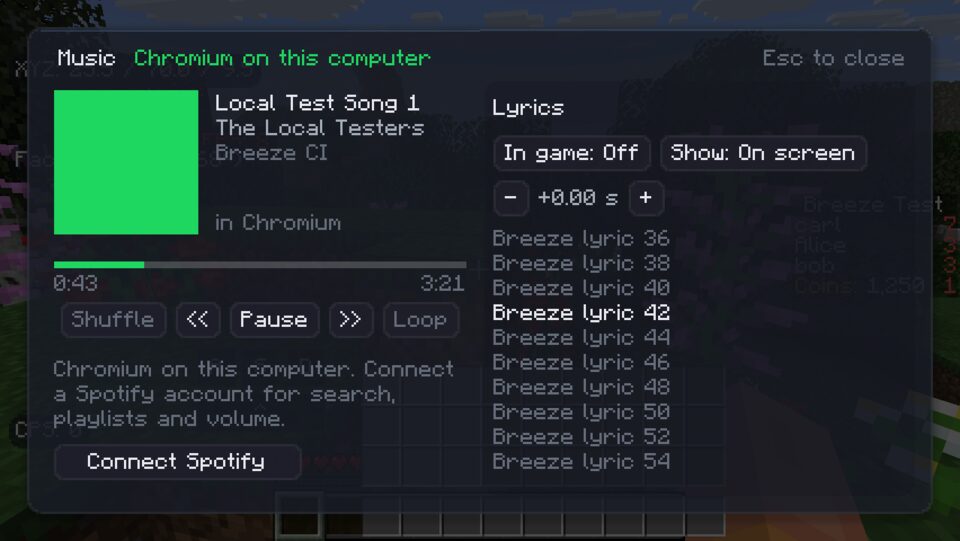 Music Chromium on this computer
Esc to close
Local Test Song 1
The Local Testers
Breeze CI
in Chromium
0:43
3:21
Shuffle << Pause >> Loop
Chromium on this computer. Connect
a Spotify account for search,
playlists and volume.
Connect Spotify
Lyrics
In game: Off Show: On screen
- +0.00 s +
Breeze lyric 36
Breeze lyric 38
Breeze lyric 40
Breeze lyric 42
Breeze lyric 44
Breeze lyric 46
Breeze lyric 48
Breeze lyric 50
Breeze lyric 52
Breeze lyric 54
Breeze Test
carl
Alice
bob
Coins: 1,250